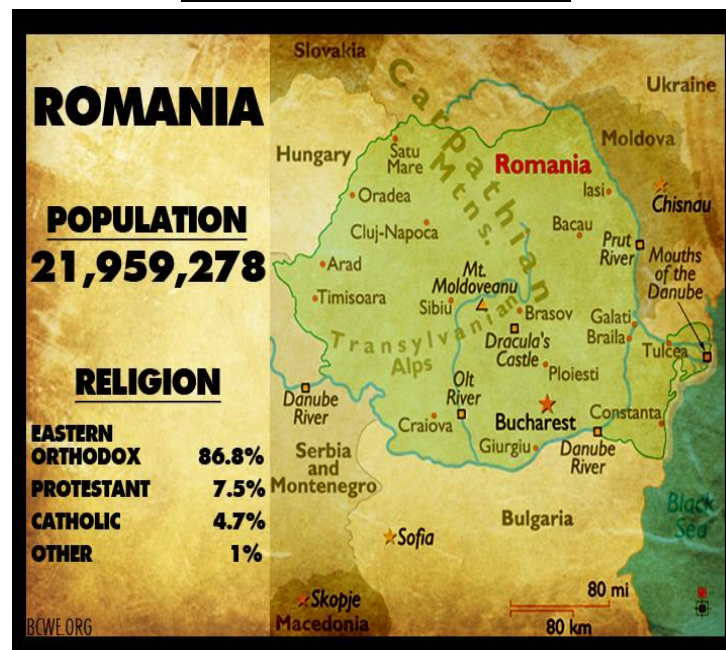 ROMANIA
POPULATION
21,959,278
RELIGION
EASTERN
ORTHODOX 86.8%
PROTESTANT 7.5%
CATHOLIC 4.7%
OTHER 1%
BCWE.ORG
Slovakia
Ukraine
Carpathian
Mtns.
Moldova
Hungary
Satu
Mare
Romania
Iasi
Chisnau
Oradea
Cluj-Napoca
Bacau
Prut
River
Mouths
of the
Danube
Arad
Mt.
Moldoveanu
Timisoara
Sibiu
Brasov
Galati
Braila
Transylvanian
Alps
Dracula's
Castle
Tulcea
Ploiesti
Olt
River
Danube
River
Craiova
Bucharest
Constanta
Giurgiu
Danube
River
Serbia
and
Montenegro
Black
Sea
Bulgaria
Sofia
Skopje
Macedonia
80 mi
80 km